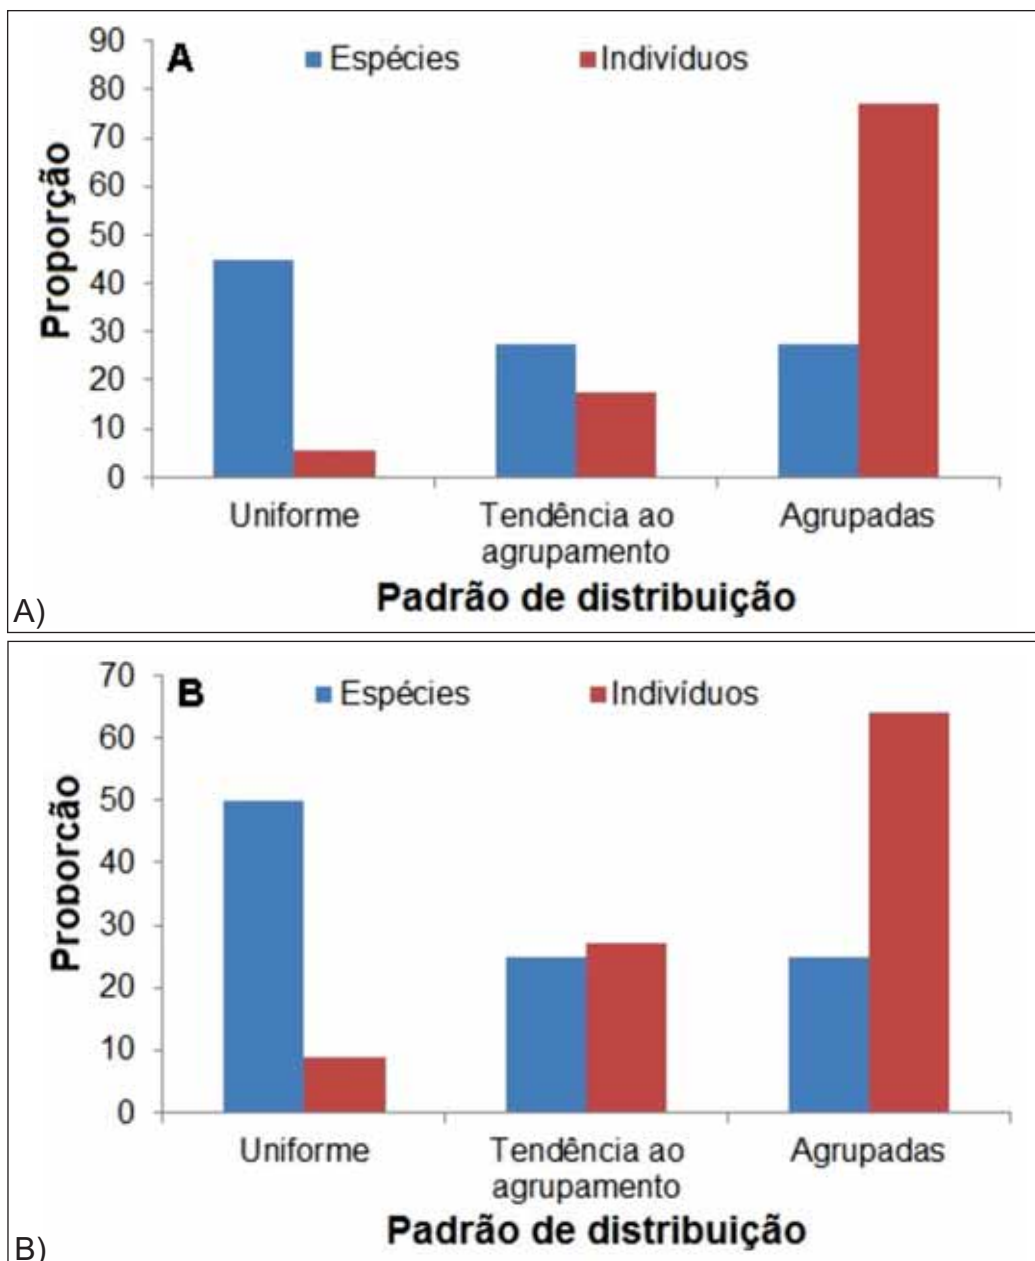 A
Espécies
Indivíduos
90
80
70
60
50
40
30
20
10
0
Proporção
Uniforme
Tendência ao
agrupamento
Agrupadas
Padrão de distribuição
A)
B
Espécies
Indivíduos
70
60
50
40
30
20
10
0
Proporcão
Uniforme
Tendência ao
agrupamento
Agrupadas
Padrão de distribuição
B)